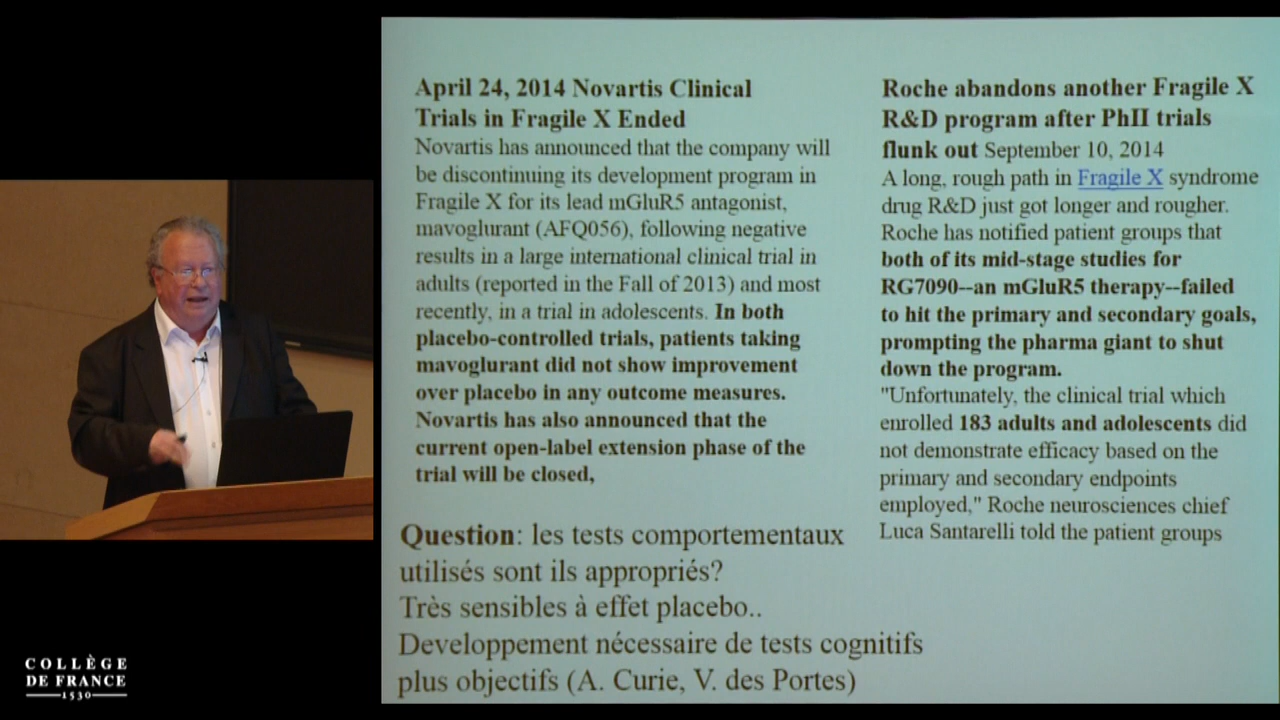 April 24, 2014 Novartis Clinical
Trials in Fragile X Ended
Novartis has announced that the company will
be discontinuing its development program in
Fragile X for its lead mGluR5 antagonist,
mavoglurant (AFQ056), following negative
results in a large international clinical trial in
adults (reported in the Fall of 2013) and most
recently, in a trial in adolescents. In both
placebo-controlled trials, patients taking
mavoglurant did not show improvement
over placebo in any outcome measures.
Novartis has also announced that the
current open-label extension phase of the
trial will be closed,
Question: les tests comportementaux
utilisés sont ils appropriés?
Très sensibles à effet placebo..
Developpement nécessaire de tests cognitifs
plus objectifs (A. Curie, V. des Portes)
Roche abandons another Fragile X
R&D program after PhII trials
flunk out September 10, 2014
A long, rough path in Fragile X syndrome
drug R&D just got longer and rougher.
Roche has notified patient groups that
both of its mid-stage studies for
RG7090--an mGluR5 therapy--failed
to hit the primary and secondary goals,
prompting the pharma giant to shut
down the program.
"Unfortunately, the clinical trial which
enrolled 183 adults and adolescents did
not demonstrate efficacy based on the
primary and secondary endpoints
employed," Roche neurosciences chief
Luca Santarelli told the patient groups
COLLÈGE
DE FRANCE
1530